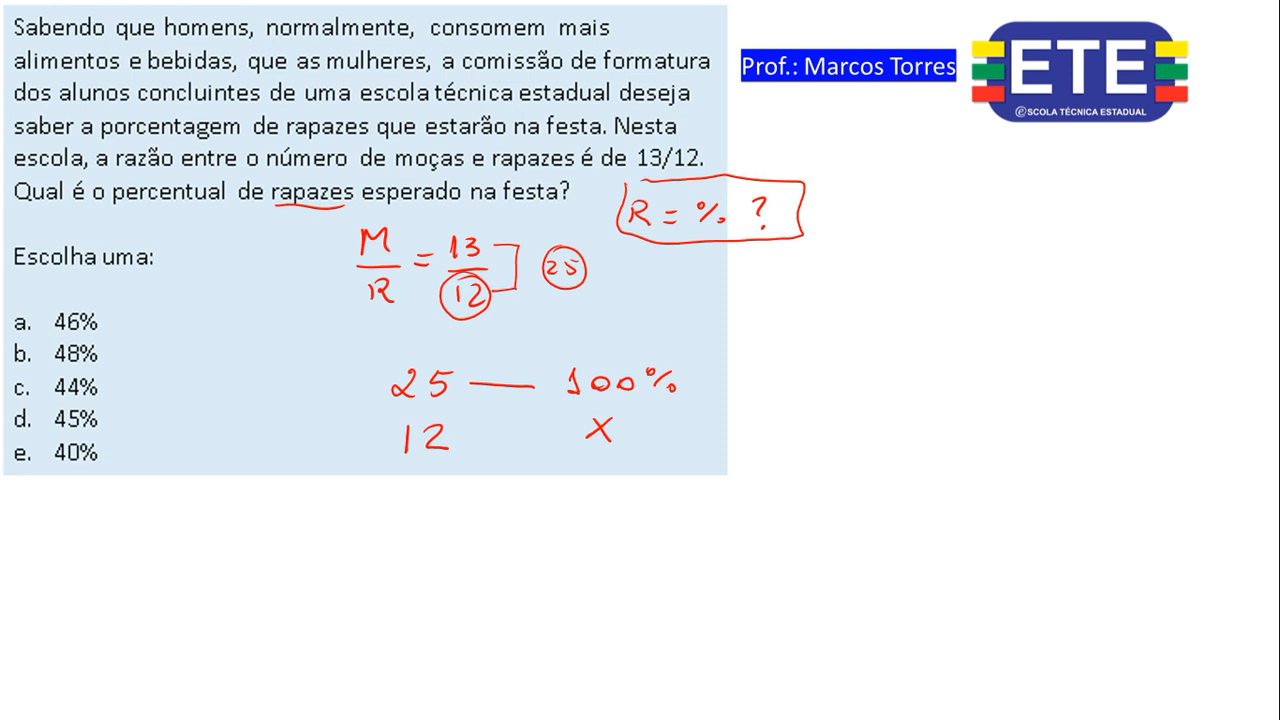 Sabendo que homens, normalmente, consomem mais
alimentos e bebidas, que as mulheres, a comissão de formatura
dos alunos concluintes de uma escola técnica estadual deseja
saber a porcentagem de rapazes que estarão na festa. Nesta
escola, a razão entre o número de moças e rapazes é de 13/12.
Qual é o percentual de rapazes esperado na festa?
R = % ?
M/R = 13/12 25
Escolha uma:
a. 46%
b. 48%
c. 44%
d. 45%
e. 40%
25 — 100%
12 X
Prof.: Marcos Torres
ETE
eSCOLA TÉCNICA ESTADUAL